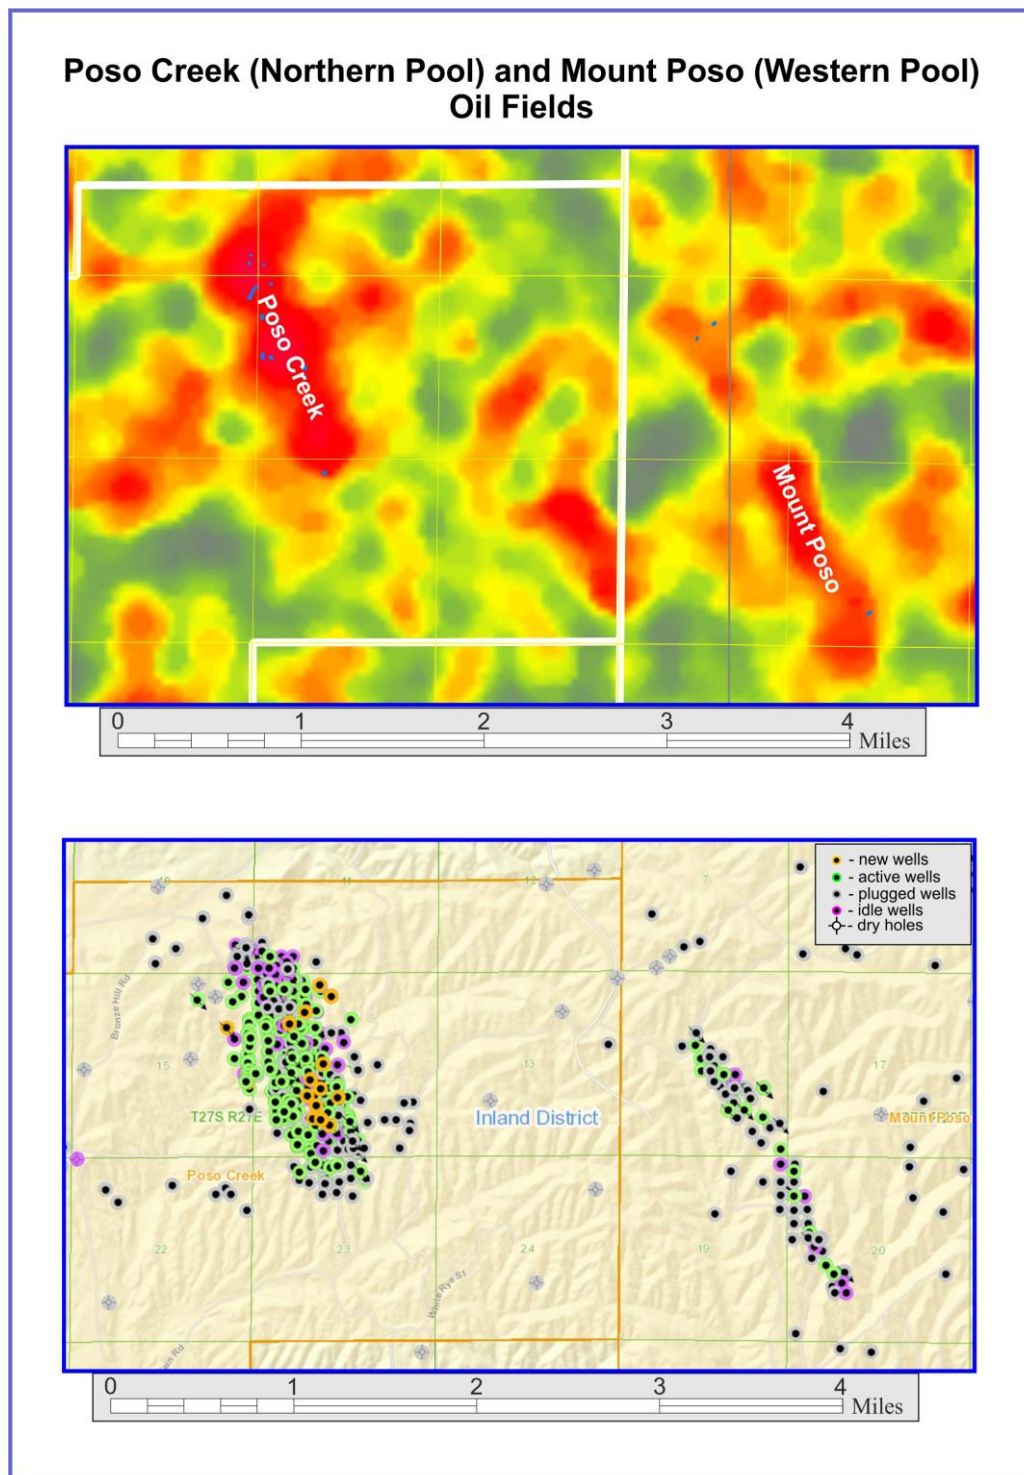 Poso Creek (Northern Pool) and Mount Poso (Western Pool)
Oil Fields
Poso Creek
Mount Poso
0 1 2 3 4
Miles
- new wells
- active wells
- plugged wells
- idle wells
- dry holes
11
12
7
Bronze Hill Rd
15
13
17
T27S R27E
Inland District
Mount Poso
Poso Creek
22
23
24
19
20
White Rye St
0 1 2 3 4
Miles